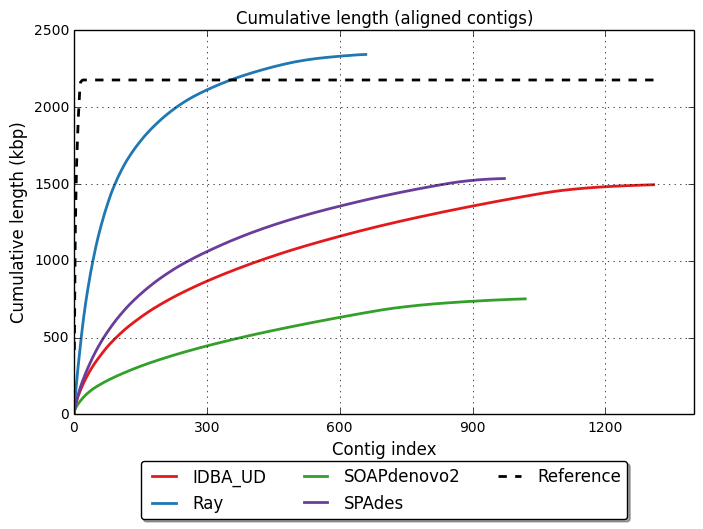 Cumulative length (aligned contigs)
2500
2000
1500
1000
500
0
Cumulative length (kbp)
0 300 600 900 1200
Contig index
IDBA_UD SOAPdenovo2 Reference
Ray SPAdes